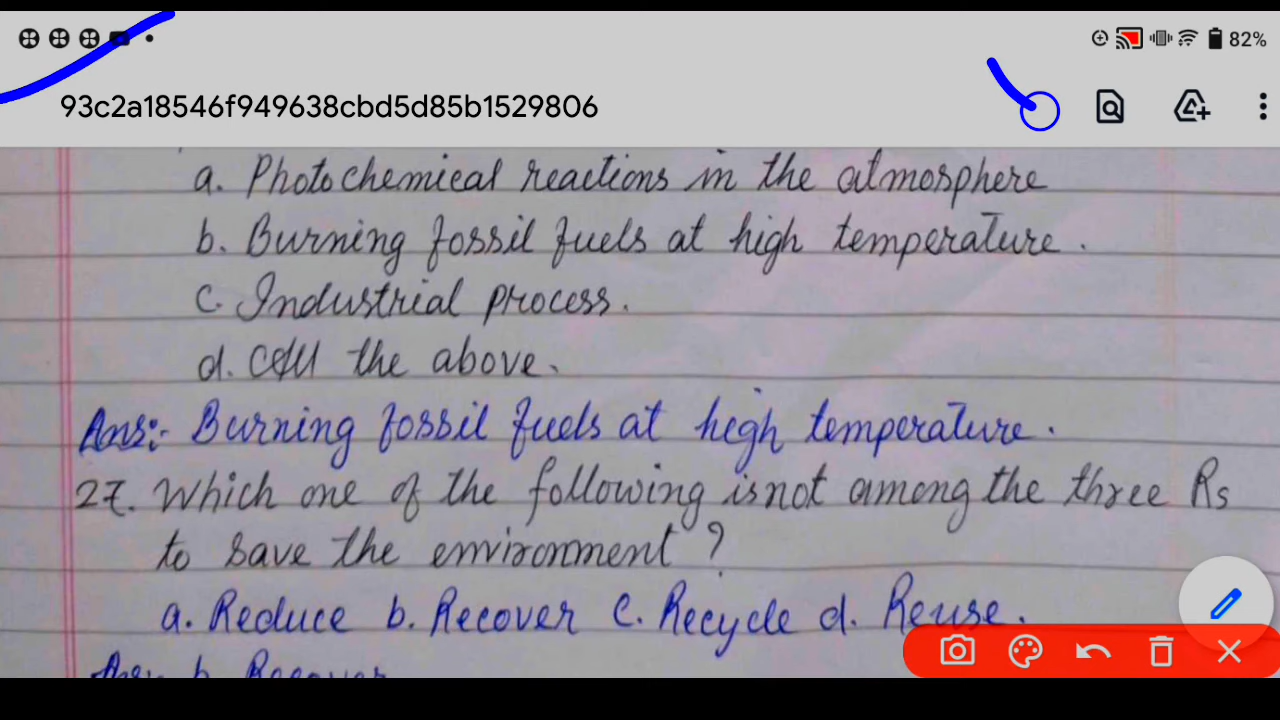 82%
93c2a18546f949638cbd5d85b1529806
a. Photochemical reactions in the atmosphere
b. Burning fossil fuels at high temperature.
c. Industrial process.
d. All the above.
Ans:- Burning fossil fuels at high temperature.
27. Which one of the following is not among the three Rs
to save the environment?
a. Reduce b. Recover c. Recycle d. Reuse.
Ans: b. Recover